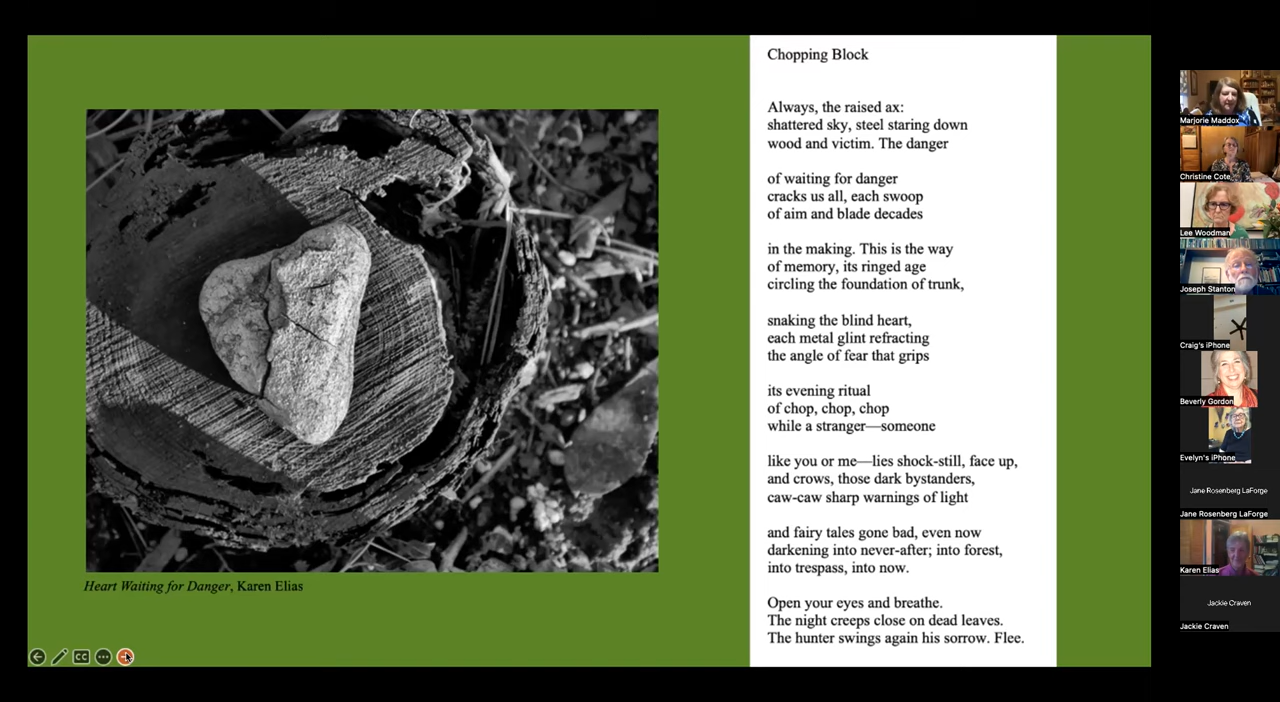 Chopping Block
Always, the raised ax:
shattered sky, steel staring down
wood and victim. The danger
of waiting for danger
cracks us all, each swoop
of aim and blade decades
in the making. This is the way
of memory, its ringed age
circling the foundation of trunk,
snaking the blind heart,
each metal glint refracting
the angle of fear that grips
its evening ritual
of chop, chop, chop
while a stranger—someone
like you or me—lies shock-still, face up,
and crows, those dark bystanders,
caw-caw sharp warnings of light
and fairy tales gone bad, even now
darkening into never-after; into forest,
into trespass, into now.
Open your eyes and breathe.
The night creeps close on dead leaves.
The hunter swings again his sorrow. Flee.
Heart Waiting for Danger, Karen Elias
CC
Marjorie Maddox
Christine Cote
Lee Woodman
Joseph Stanton
Craig's iPhone
Beverly Gordon
Evelyn's iPhone
Jane Rosenberg LaForge
Jane Rosenberg LaForge
Karen Elias
Jackie Craven
Jackie Craven